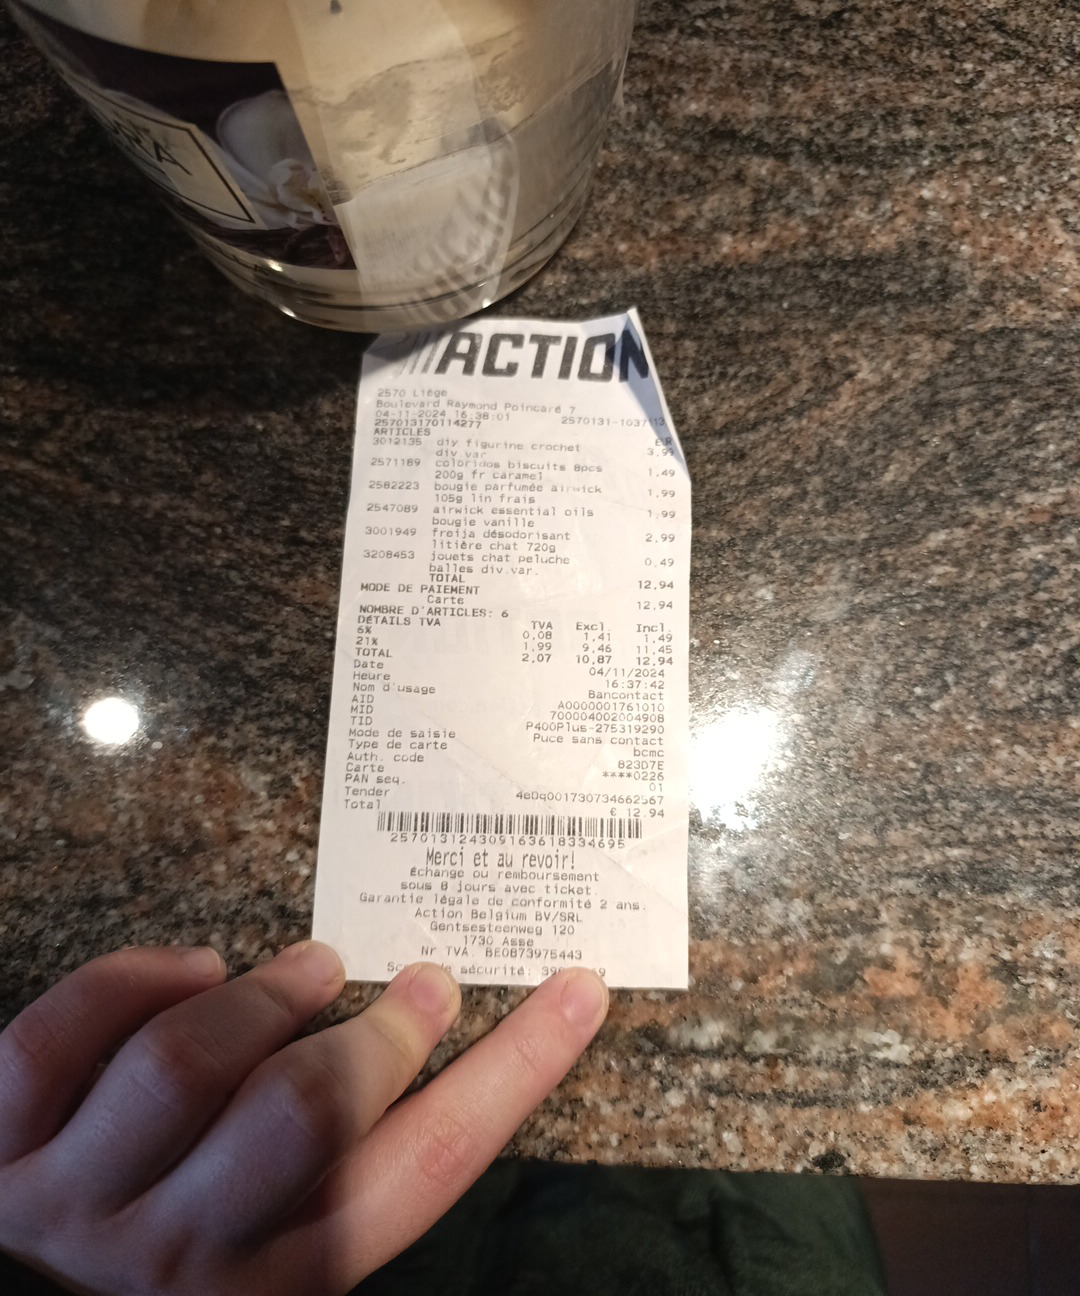 ACTION
2570 Liège
Boulevard Raymond Poincaré 7
04-11-2024 16:38:01 2570131-1037113
257013170114277
ARTICLES EUR
3012135 diy figurine crochet 3,99
div.var
2571189 coloridos biscuits 8pcs 1,49
200g fr caramel
2582223 bougie parfumée airwick 1,99
105g lin frais
2547089 airwick essential oils 1,99
bougie vanille
3001949 freija désodorisant 2,99
litière chat 720g
3208453 jouets chat peluche 0,49
balles div.var.
TOTAL 12,94
MODE DE PAIEMENT
Carte 12,94
NOMBRE D'ARTICLES: 6
DÉTAILS TVA TVA Excl. Incl.
6% 0,08 1,41 1,49
21% 1,99 9,46 11,45
TOTAL 2,07 10,87 12,94
Date 04/11/2024
Heure 16:37:42
Nom d'usage Bancontact
AID A0000001761010
MID 700004002004908
TID P400Plus-275319290
Mode de saisie Puce sans contact
Type de carte bcmc
Auth. code 823D7E
Carte ****0226
PAN seq. 01
Tender 4eDq001730734662567
Total € 12.94
257013124309163618334695
Merci et au revoir!
Échange ou remboursement
sous 8 jours avec ticket.
Garantie légale de conformité 2 ans.
Action Belgium BV/SRL
Gentsesteenweg 120
1730 Asse
Nr TVA. BE0873975443
sécurité: